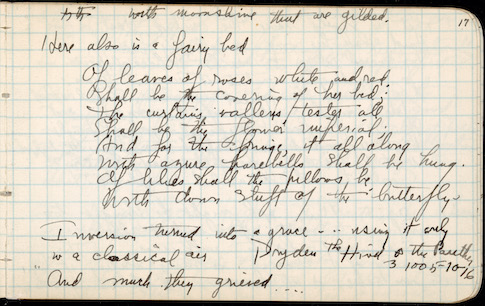 with moonshine that are gilded.
17
Here also is a fairy bed
Of leaves of roses white and red
Shall be the covering of her bed;
The curtains, vallens, tester all
Shall be the flower imperial;
And for the fringe, it all along
With azure harebells shall be hung.
Of lilies shall the pillows be
With down stuft of the butterfly.
Inversion turned into a grace -- using it only
in a classical air Dryden The Hind & the Panther
3 1005-1016
And much they grieved ....